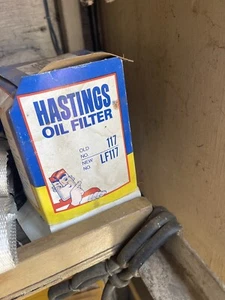 HASTINGS
OIL FILTER
OLD NO. 117
NEW NO. LF117